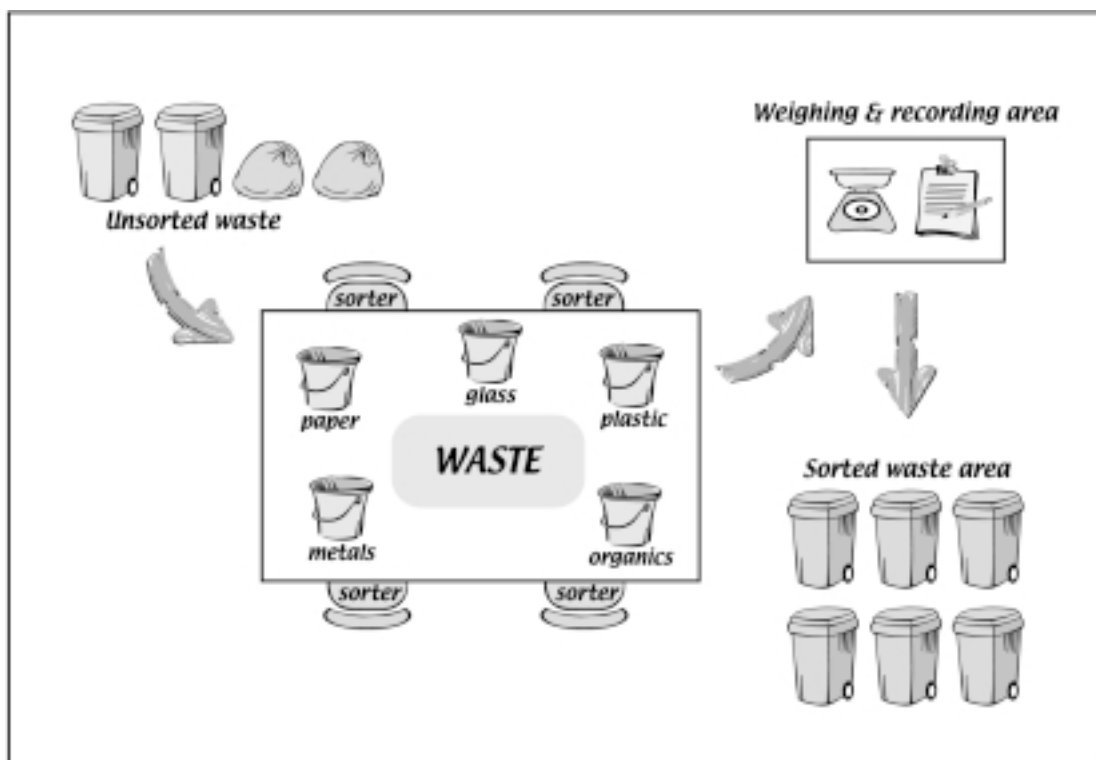 Weighing & recording area
Unsorted waste
sorter
sorter
glass
paper
plastic
WASTE
metals
organics
sorter
sorter
Sorted waste area